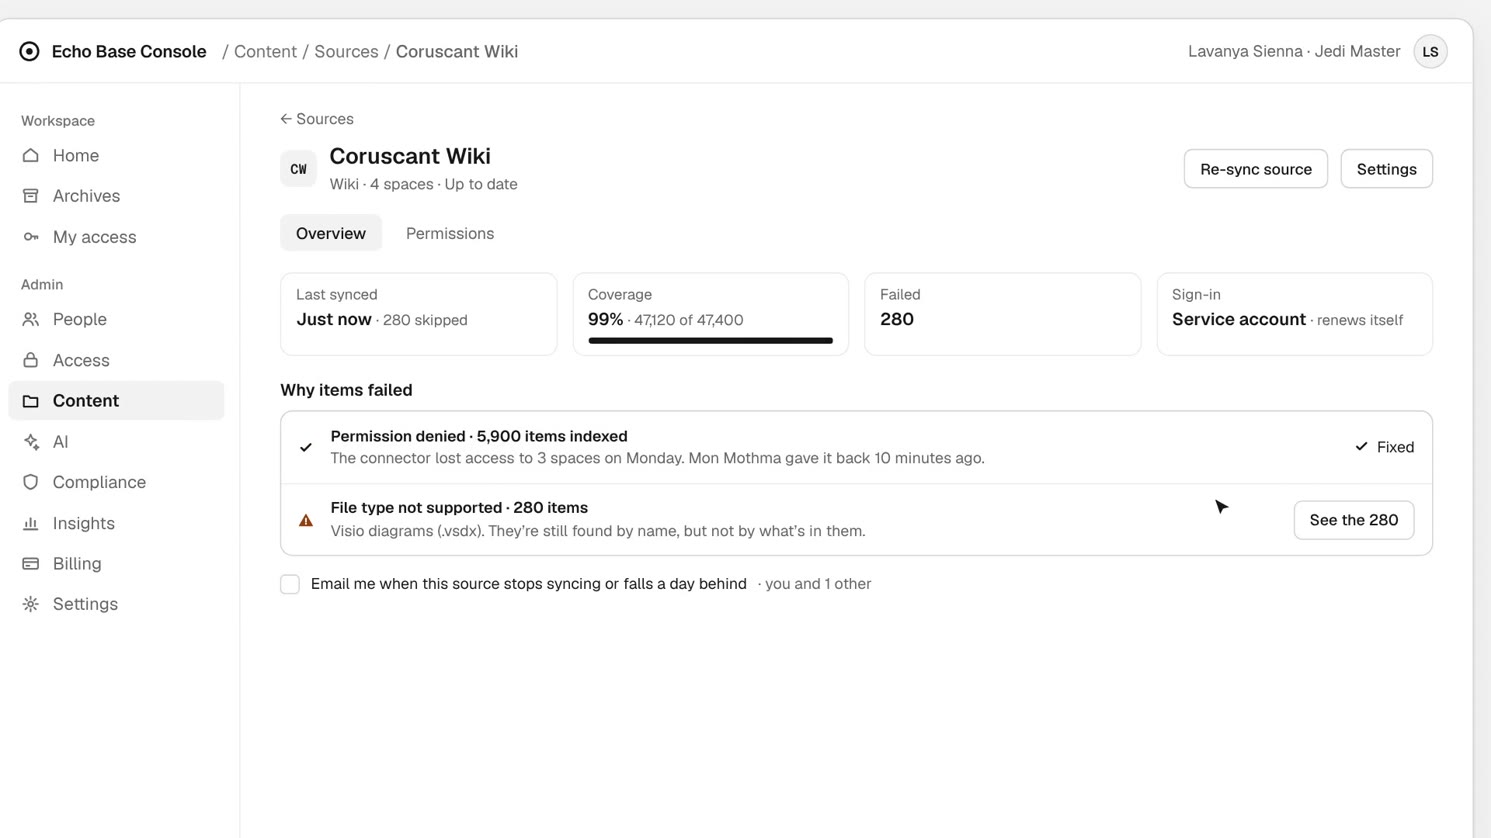 Echo Base Console / Content / Sources / Coruscant Wiki
Lavanya Sienna · Jedi Master LS
Workspace
Home
Archives
My access
Admin
People
Access
Content
AI
Compliance
Insights
Billing
Settings
← Sources
CW
Coruscant Wiki
Wiki · 4 spaces · Up to date
Re-sync source
Settings
Overview
Permissions
Last synced
Just now · 280 skipped
Coverage
99% · 47,120 of 47,400
Failed
280
Sign-in
Service account · renews itself
Why items failed
Permission denied · 5,900 items indexed
The connector lost access to 3 spaces on Monday. Mon Mothma gave it back 10 minutes ago.
Fixed
File type not supported · 280 items
Visio diagrams (.vsdx). They’re still found by name, but not by what’s in them.
See the 280
Email me when this source stops syncing or falls a day behind · you and 1 other